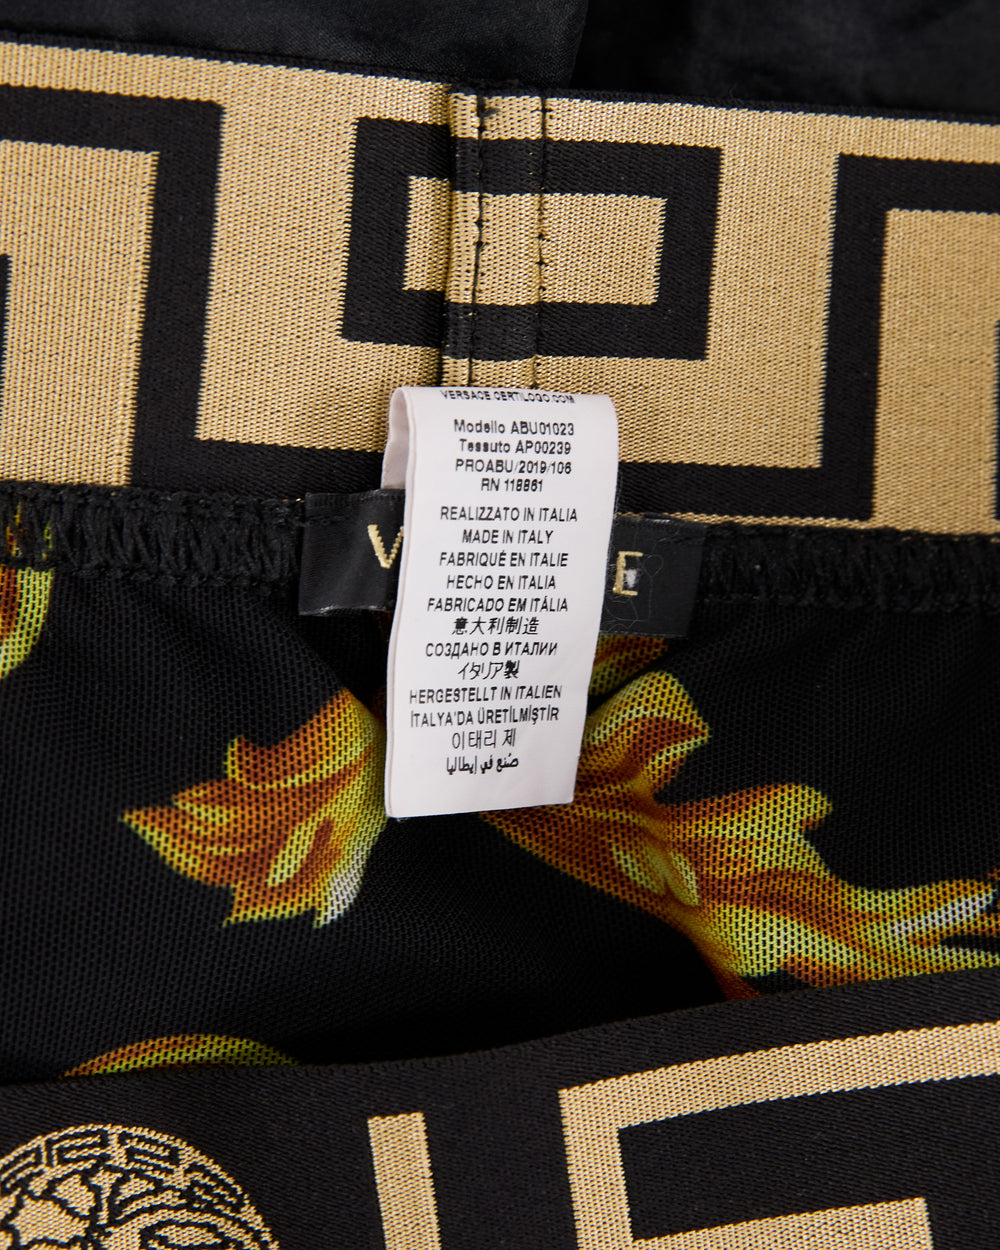 VERSACE.CERTILOGO.COM
Modello ABU01023
Tessuto AP00239
PROABU/2019/106
RN 118861
REALIZZATO IN ITALIA
MADE IN ITALY
FABRIQUÉ EN ITALIE
HECHO EN ITALIA
FABRICADO EM ITÁLIA
意大利制造
СОЗДАНО В ИТАЛИИ
イタリア製
HERGESTELLT IN ITALIEN
İTALYA'DA ÜRETİLMİŞTİR
이태리 제
صُنع في إيطاليا
V E